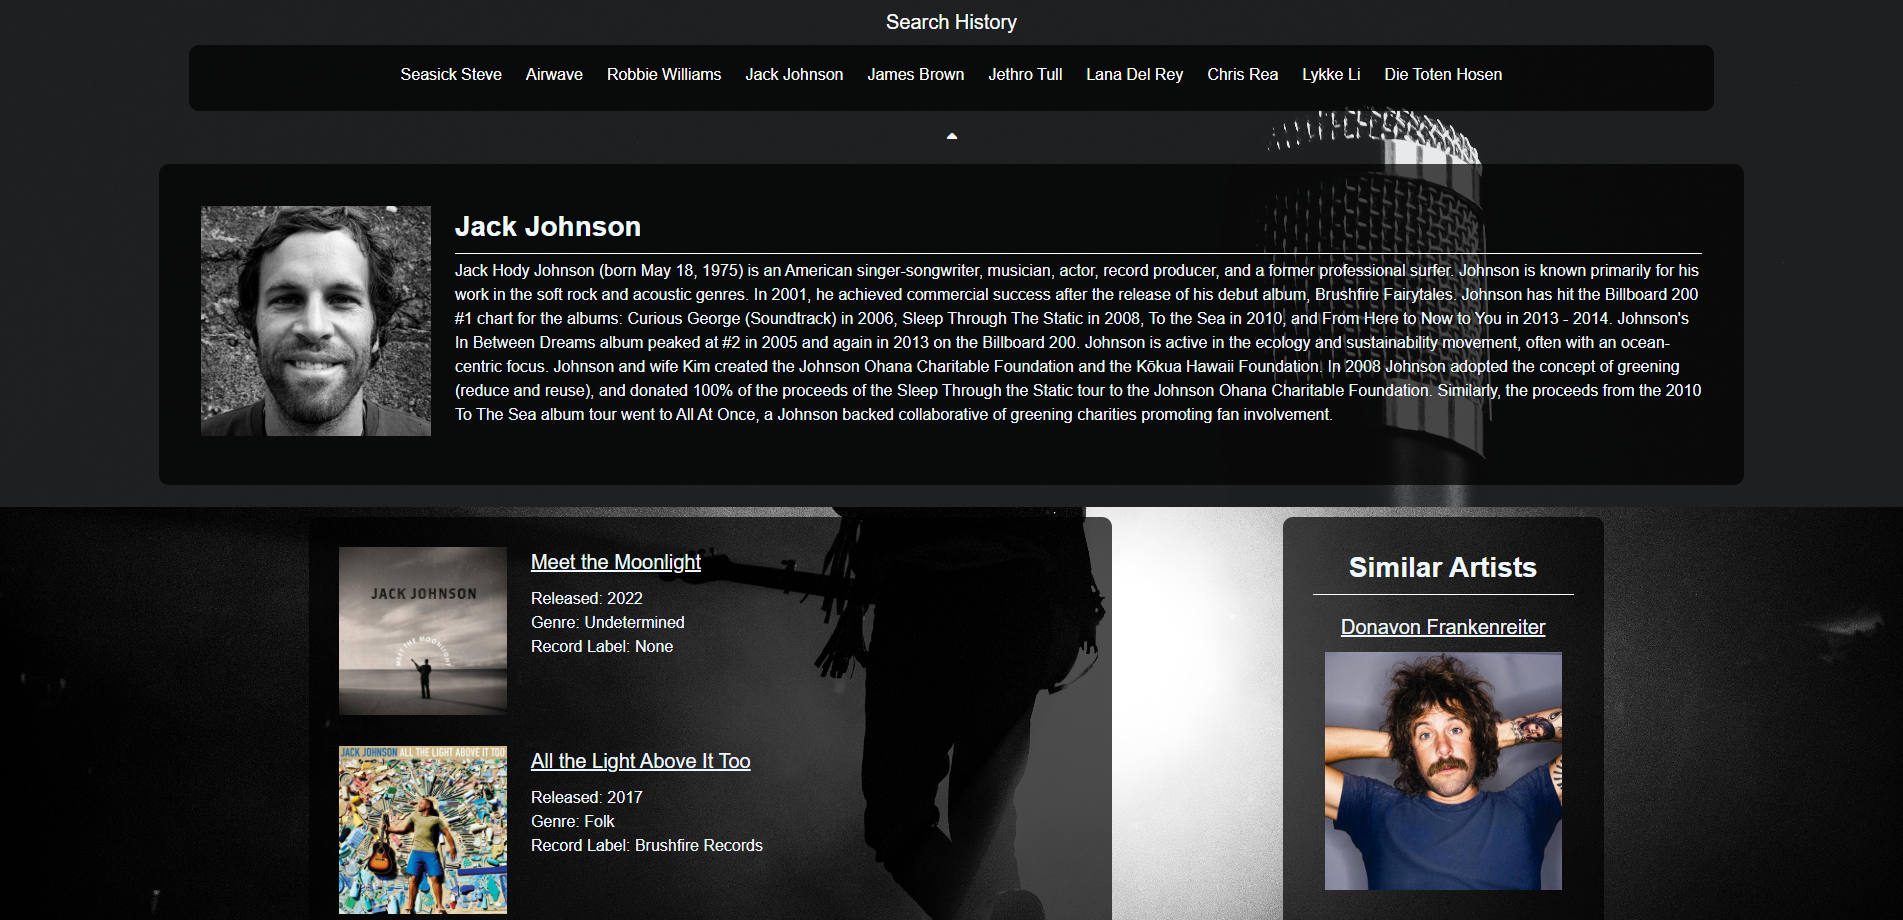 Search History
Seasick Steve Airwave Robbie Williams Jack Johnson James Brown Jethro Tull Lana Del Rey Chris Rea Lykke Li Die Toten Hosen
Jack Johnson
Jack Hody Johnson (born May 18, 1975) is an American singer-songwriter, musician, actor, record producer, and a former professional surfer. Johnson is known primarily for his
work in the soft rock and acoustic genres. In 2001, he achieved commercial success after the release of his debut album, Brushfire Fairytales. Johnson has hit the Billboard 200
#1 chart for the albums: Curious George (Soundtrack) in 2006, Sleep Through The Static in 2008, To the Sea in 2010, and From Here to Now to You in 2013 - 2014. Johnson's
In Between Dreams album peaked at #2 in 2005 and again in 2013 on the Billboard 200. Johnson is active in the ecology and sustainability movement, often with an ocean-
centric focus. Johnson and wife Kim created the Johnson Ohana Charitable Foundation and the Kōkua Hawaii Foundation. In 2008 Johnson adopted the concept of greening
(reduce and reuse), and donated 100% of the proceeds of the Sleep Through the Static tour to the Johnson Ohana Charitable Foundation. Similarly, the proceeds from the 2010
To The Sea album tour went to All At Once, a Johnson backed collaborative of greening charities promoting fan involvement.
JACK JOHNSON
MEET THE MOONLIGHT
Meet the Moonlight
Released: 2022
Genre: Undetermined
Record Label: None
JACK JOHNSON ALL THE LIGHT ABOVE IT TOO
All the Light Above It Too
Released: 2017
Genre: Folk
Record Label: Brushfire Records
Similar Artists
Donavon Frankenreiter